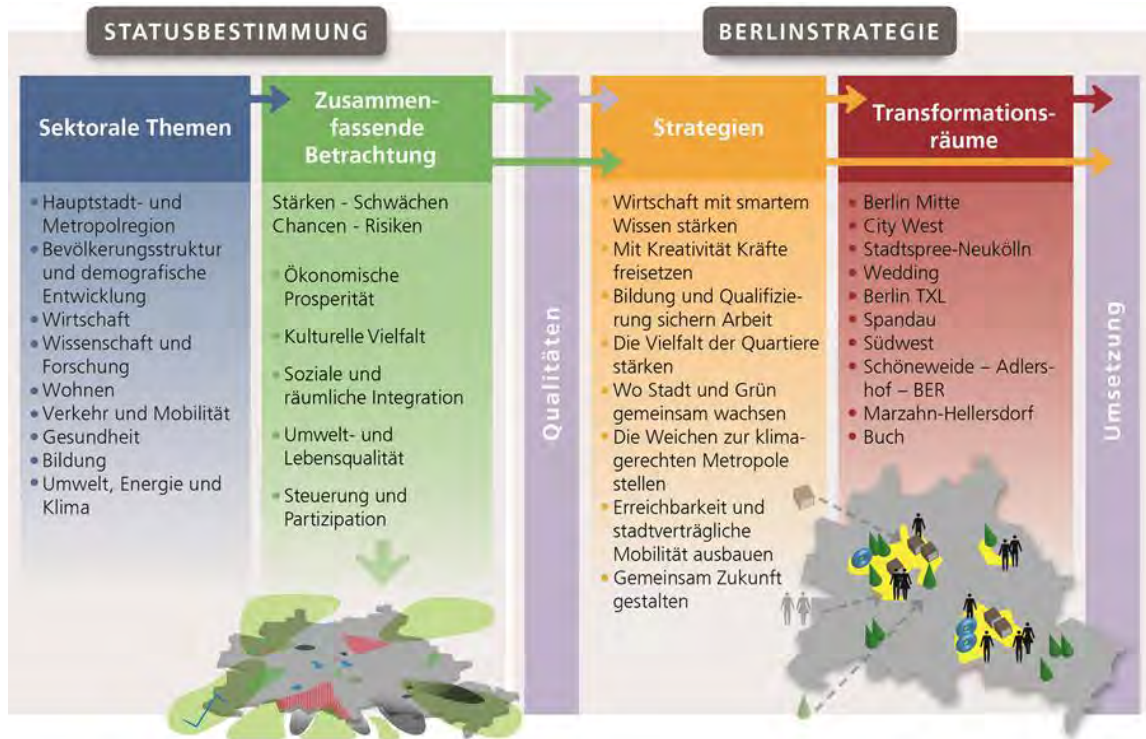 STATUSBESTIMMUNG
BERLINSTRATEGIE
Sektorale Themen
• Hauptstadt- und
Metropolregion
• Bevölkerungsstruktur
und demografische
Entwicklung
• Wirtschaft
• Wissenschaft und
Forschung
• Wohnen
• Verkehr und Mobilität
• Gesundheit
• Bildung
• Umwelt, Energie und
Klima
Zusammen-
fassende
Betrachtung
Stärken - Schwächen
Chancen - Risiken
• Ökonomische
Prosperität
• Kulturelle Vielfalt
• Soziale und
räumliche Integration
• Umwelt- und
Lebensqualität
• Steuerung und
Partizipation
Qualitäten
Strategien
• Wirtschaft mit smartem
Wissen stärken
• Mit Kreativität Kräfte
freisetzen
• Bildung und Qualifizie-
rung sichern Arbeit
• Die Vielfalt der Quartiere
stärken
• Wo Stadt und Grün
gemeinsam wachsen
• Die Weichen zur klima-
gerechten Metropole
stellen
• Erreichbarkeit und
stadtverträgliche
Mobilität ausbauen
• Gemeinsam Zukunft
gestalten
Transformations-
räume
• Berlin Mitte
• City West
• Stadtspree-Neukölln
• Wedding
• Berlin TXL
• Spandau
• Südwest
• Schöneweide – Adlers-
hof – BER
• Marzahn-Hellersdorf
• Buch
Umsetzung